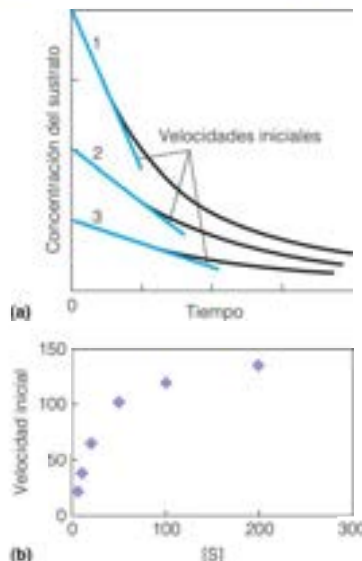 Concentración del sustrato
1
2
3
Velocidades iniciales
0
Tiempo
(a)
Velocidad inicial
150
100
50
0
0
100
200
300
[S]
(b)